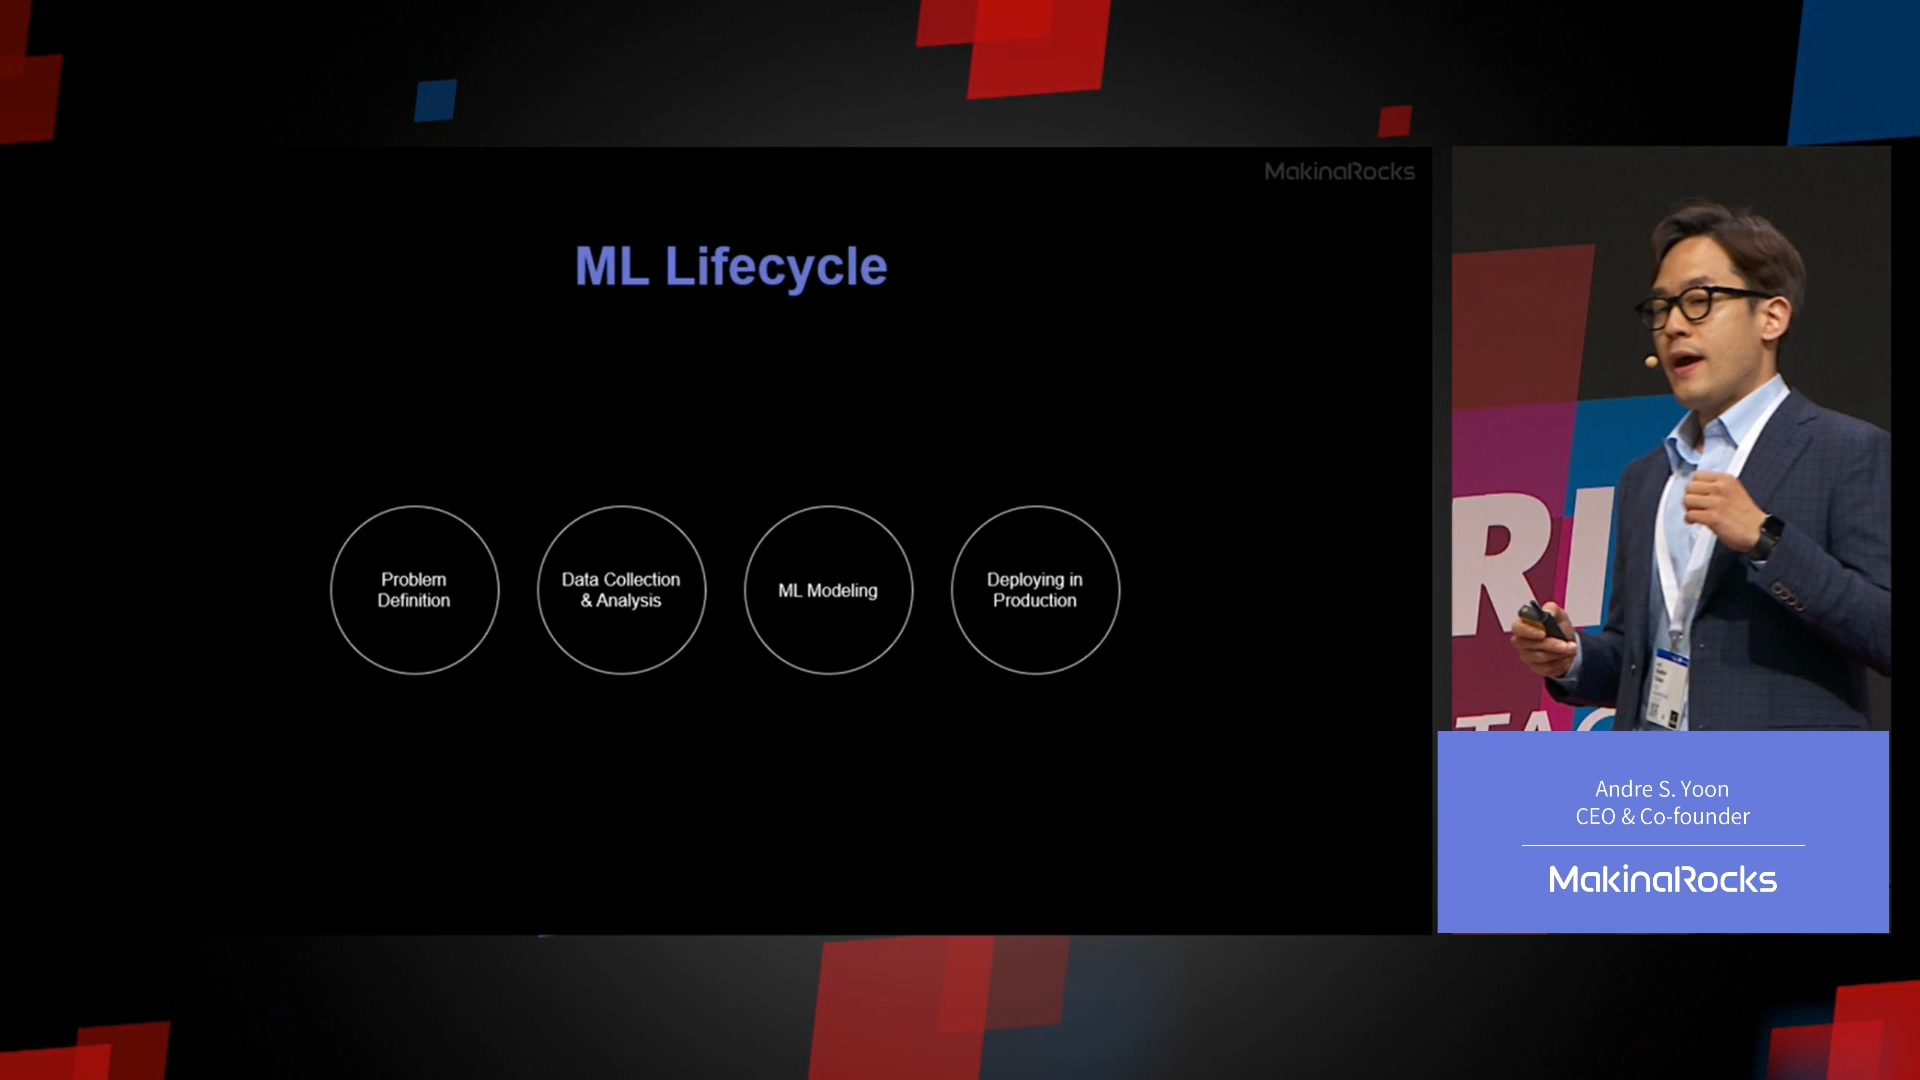 MakinaRocks
ML Lifecycle
Problem
Definition
Data Collection
& Analysis
ML Modeling
Deploying in
Production
RI
Andre S. Yoon
CEO & Co-founder
MakinaRocks